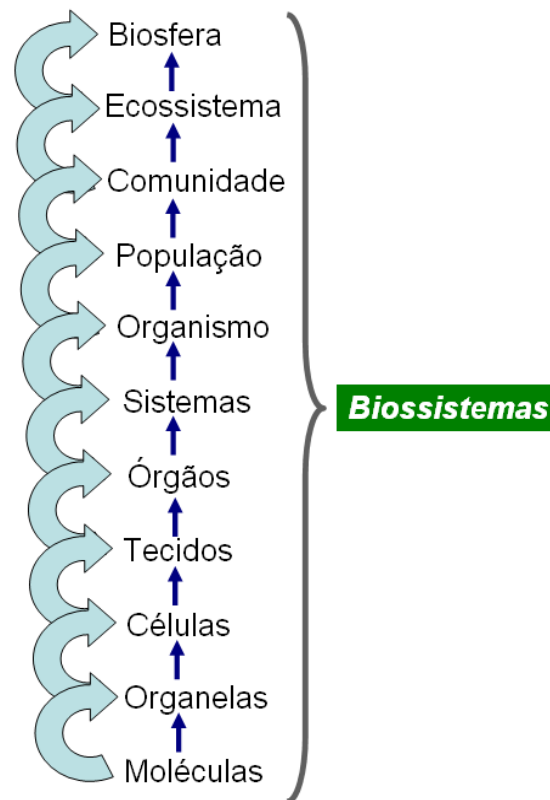 Biosfera
Ecossistema
Comunidade
População
Organismo
Sistemas
Biossistemas
Órgãos
Tecidos
Células
Organelas
Moléculas